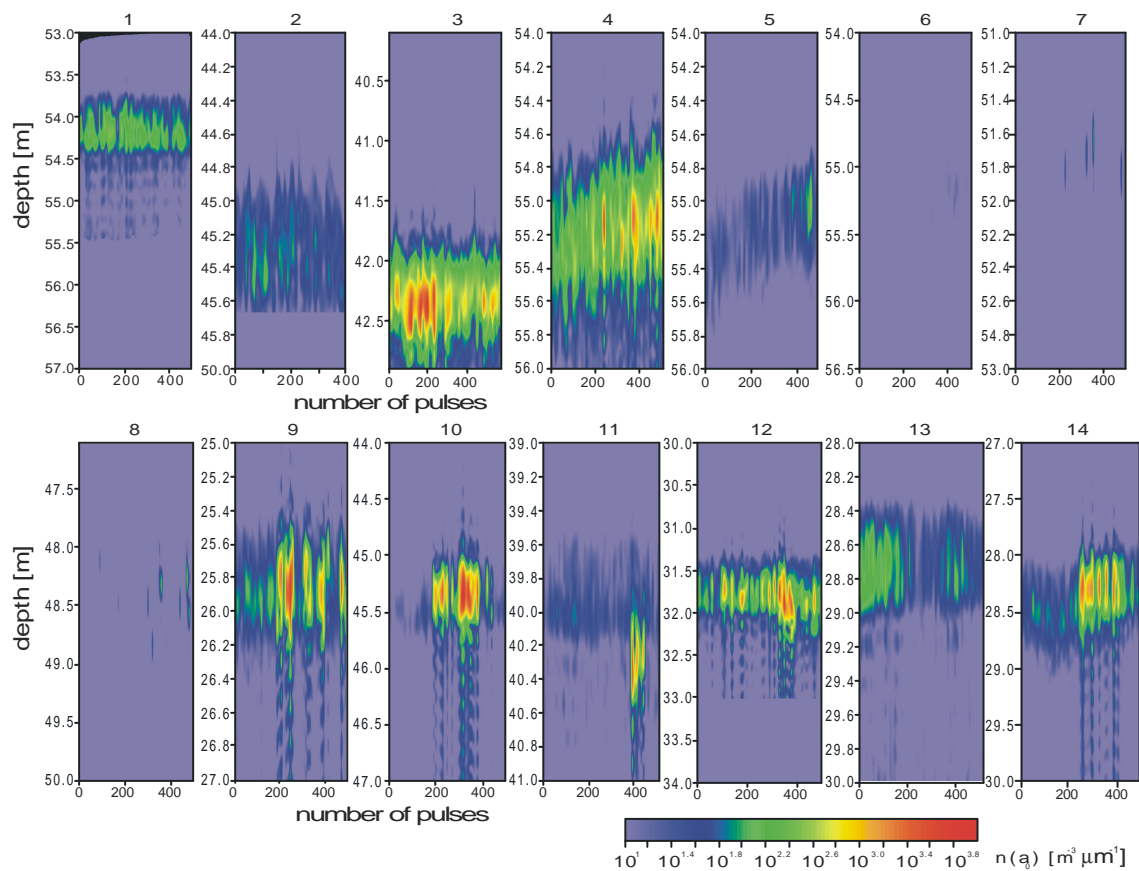 1 2 3 4 5 6 7
depth [m]
53.0 53.5 54.0 54.5 55.0 55.5 56.0 56.5 57.0
44.0 44.2 44.4 44.6 44.8 45.0 45.2 45.4 45.6 45.8 50.0
40.5 41.0 41.5 42.0 42.5
54.0 54.2 54.4 54.6 54.8 55.0 55.2 55.4 55.6 55.8 56.0
54.0 54.2 54.4 54.6 54.8 55.0 55.2 55.4 55.6 55.8 56.0
54.0 54.5 55.0 55.5 56.0 56.5
51.0 51.2 51.4 51.6 51.8 52.0 52.2 52.4 52.6 54.8 53.0
0 200 400
0 200 400
0 200 400
0 200 400
0 200 400
0 200 400
0 200 400
number of pulses
8 9 10 11 12 13 14
depth [m]
47.5 48.0 48.5 49.0 49.5 50.0
25.0 25.2 25.4 25.6 25.8 26.0 26.2 26.4 26.6 26.8 27.0
44.0 44.5 45.0 45.5 46.0 46.5 47.0
39.0 39.2 39.4 39.6 39.8 40.0 40.2 40.4 40.6 40.8 41.0
30.0 30.5 31.0 31.5 32.0 32.5 33.0 33.5 34.0
28.0 28.2 28.4 28.6 28.8 29.0 29.2 29.4 29.6 29.8 30.0
27.0 27.5 28.0 28.5 29.0 29.5 30.0
0 200 400
0 200 400
0 200 400
0 200 400
0 200 400
0 200 400
0 200 400
number of pulses
10¹ 10¹·⁴ 10¹·⁸ 10²·² 10²·⁶ 10³·⁰ 10³·⁴ 10³·⁸ n(a₀) [m⁻³ μm⁻¹]